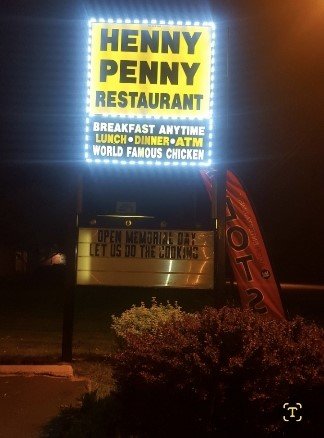 HENNY
PENNY
RESTAURANT
BREAKFAST ANYTIME
LUNCH • DINNER • ATM
WORLD FAMOUS CHICKEN
OPEN MEMORIAL DAY
LET US DO THE COOKING